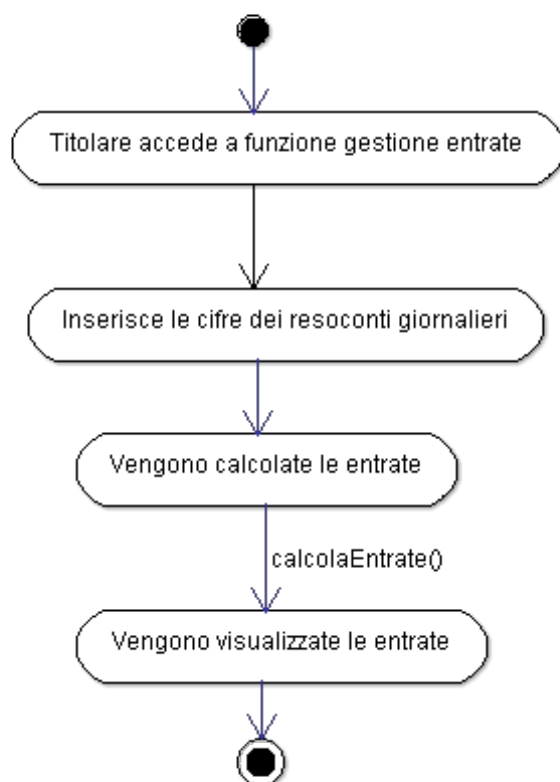 Titolare accede a funzione gestione entrate
Inserisce le cifre dei resoconti giornalieri
Vengono calcolate le entrate
calcolaEntrate()
Vengono visualizzate le entrate